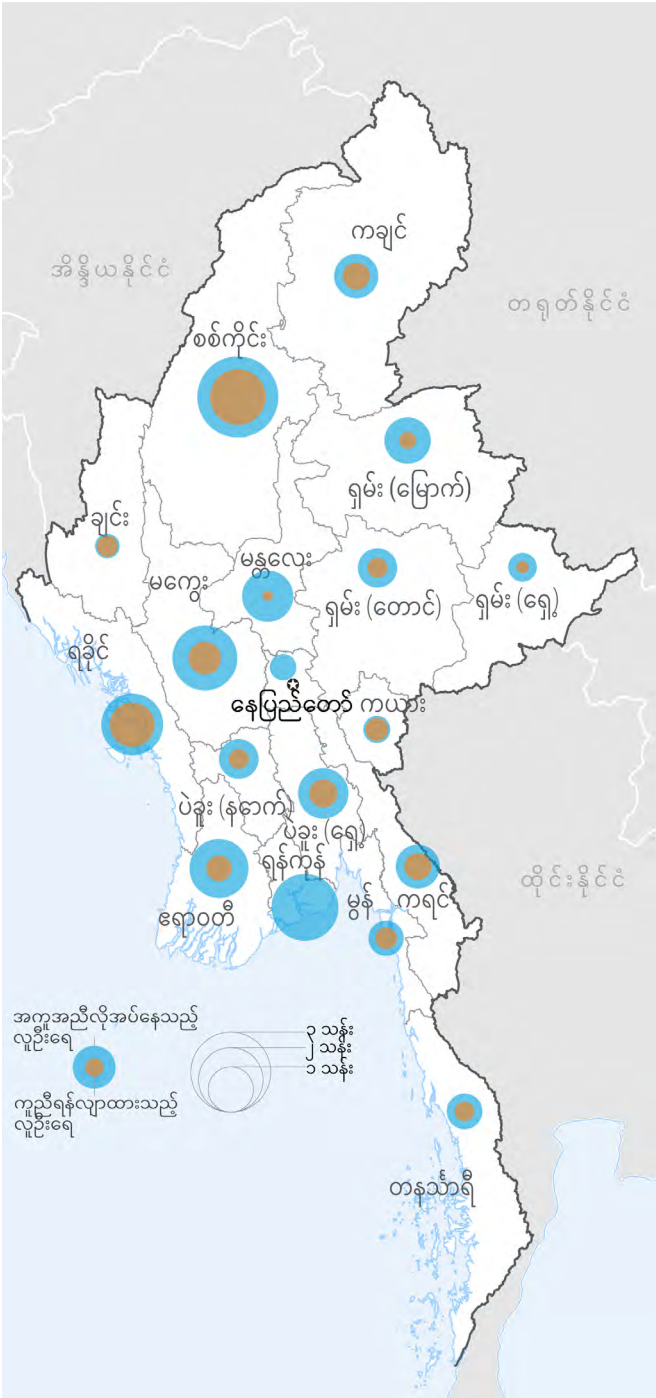 ကချင်
အိန္ဒိယနိုင်ငံ
တရုတ်နိုင်ငံ
စစ်ကိုင်း
ရှမ်း (မြောက်)
ချင်း
မန္တလေး
မကွေး
ရှမ်း (တောင်)
ရှမ်း (ရှေ့)
ရခိုင်
နေပြည်တော်
ကယား
ပဲခူး (နောက်)
ပဲခူး (ရှေ့)
ရန်ကုန်
ထိုင်းနိုင်ငံ
မွန်
ကရင်
ဧရာဝတီ
အကူအညီလိုအပ်နေသည့်
လူဦးရေ
၃ သန်း
၂ သန်း
၁ သန်း
ကူညီရန်လျာထားသည့်
လူဦးရေ
တနင်္သာရီ